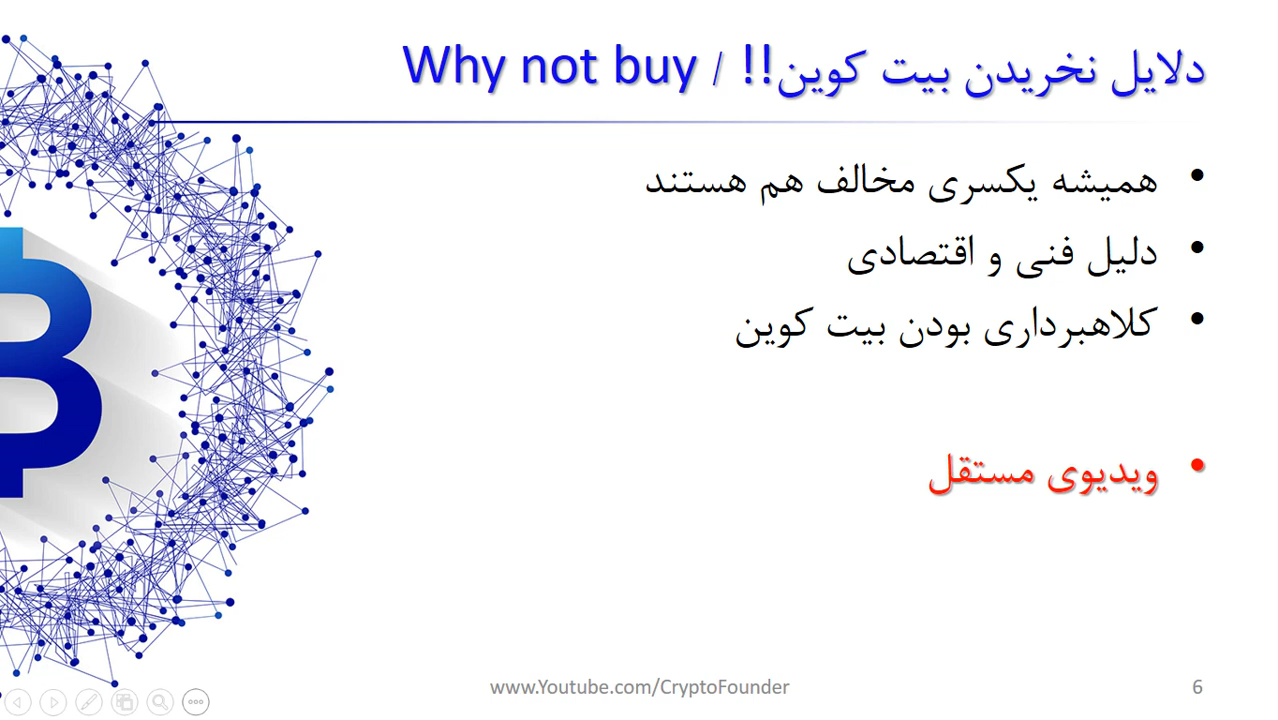 دلایل نخریدن بیت کوین!! / Why not buy
• همیشه یکسری مخالف هم هستند
• دلیل فنی و اقتصادی
• کلاهبرداری بودن بیت کوین
• ویدیوی مستقل
www.Youtube.com/CryptoFounder
6